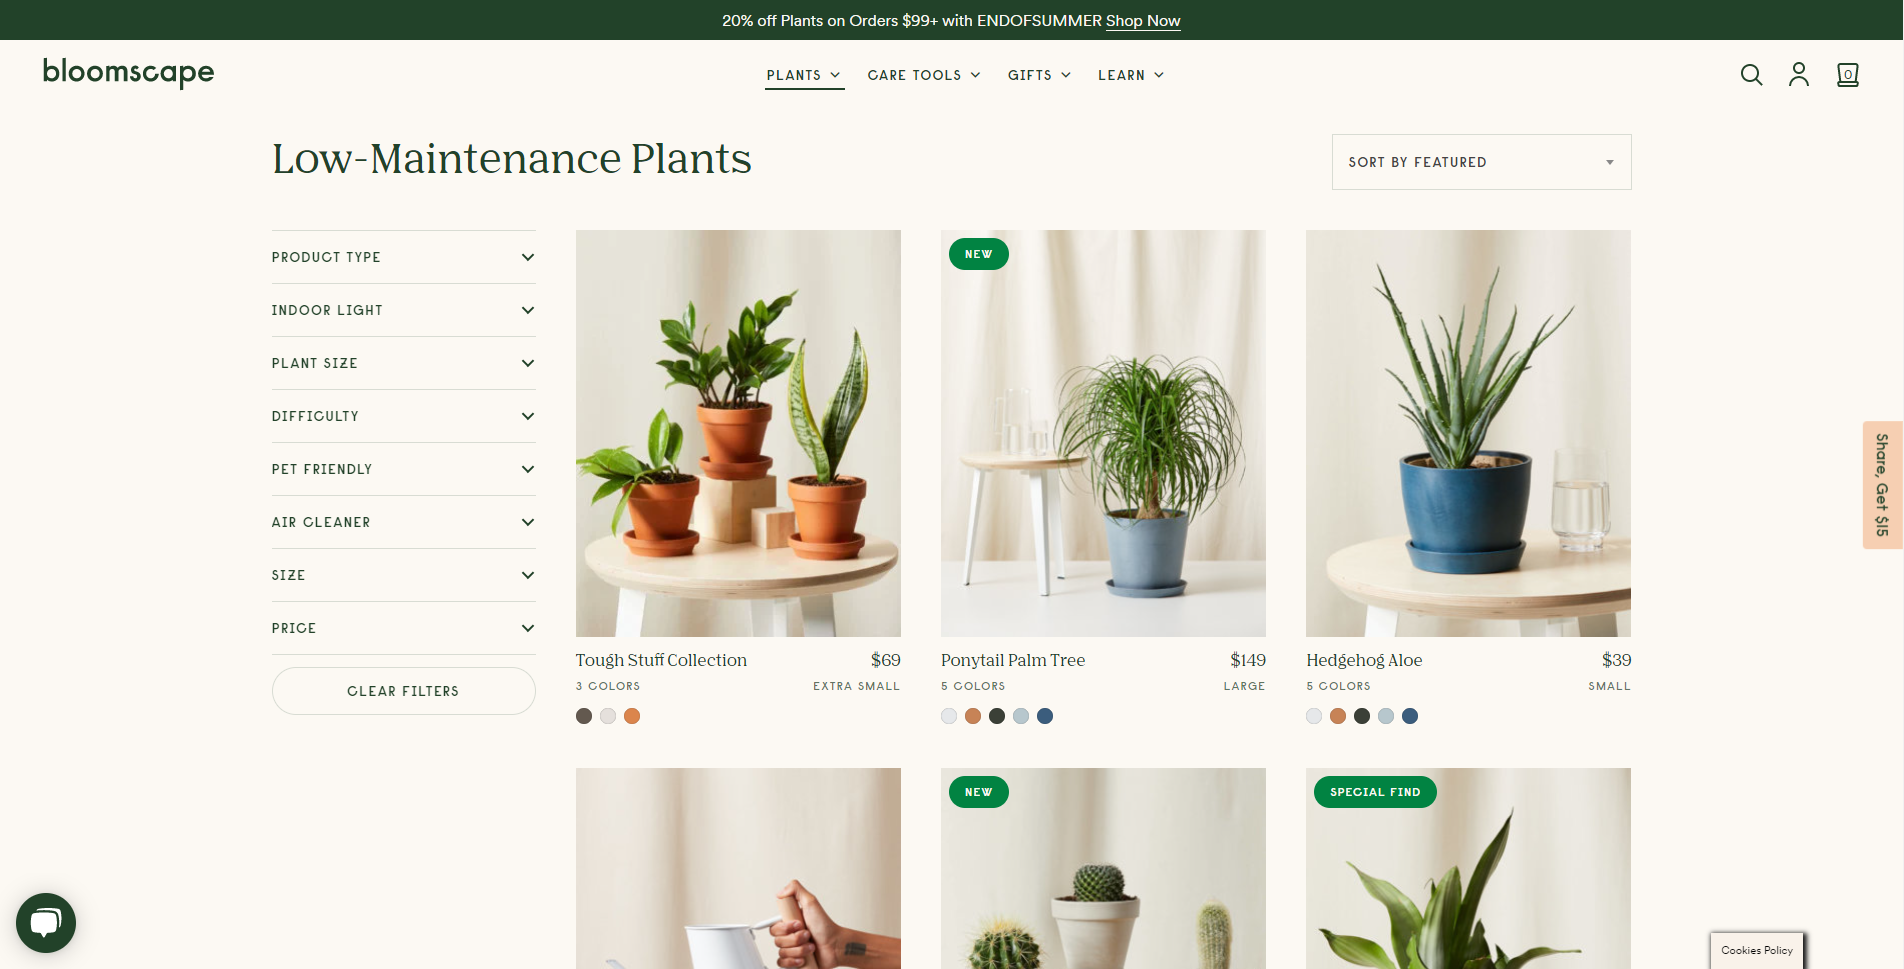 20% off Plants on Orders $99+ with ENDOFSUMMER Shop Now
bloomscape
PLANTS
CARE TOOLS
GIFTS
LEARN
0
Low-Maintenance Plants
SORT BY FEATURED
PRODUCT TYPE
INDOOR LIGHT
PLANT SIZE
DIFFICULTY
PET FRIENDLY
AIR CLEANER
SIZE
PRICE
CLEAR FILTERS
Tough Stuff Collection $69
3 COLORS EXTRA SMALL
NEW
Ponytail Palm Tree $149
5 COLORS LARGE
Hedgehog Aloe $39
5 COLORS SMALL
NEW
SPECIAL FIND
Share, Get $15
Cookies Policy